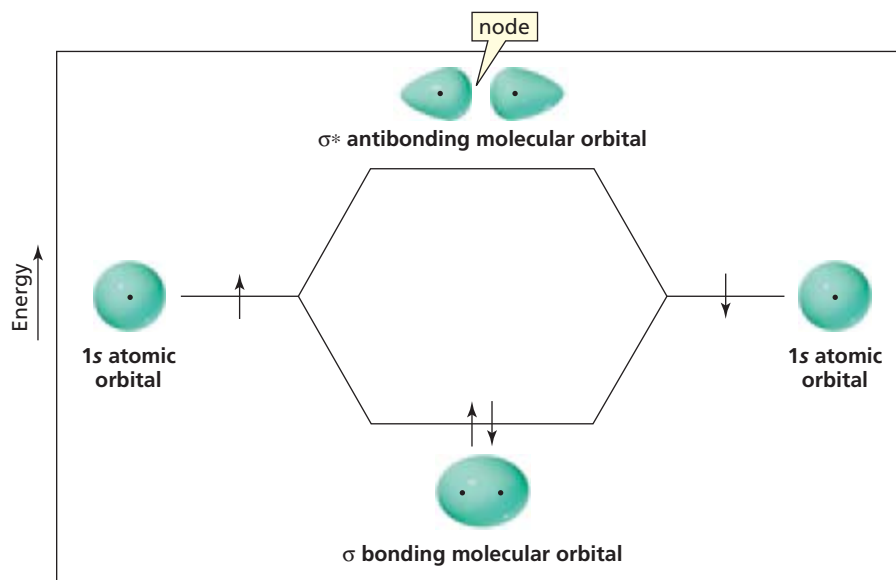 node
σ* antibonding molecular orbital
Energy
1s atomic
orbital
1s atomic
orbital
σ bonding molecular orbital